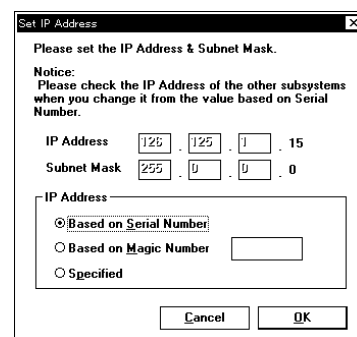 Set IP Address
Please set the IP Address & Subnet Mask.
Notice:
Please check the IP Address of the other subsystems
when you change it from the value based on Serial
Number.
IP Address 126 . 125 . 1 . 15
Subnet Mask 255 . 0 . 0 . 0
IP Address
Based on Serial Number
Based on Magic Number
Specified
Cancel OK